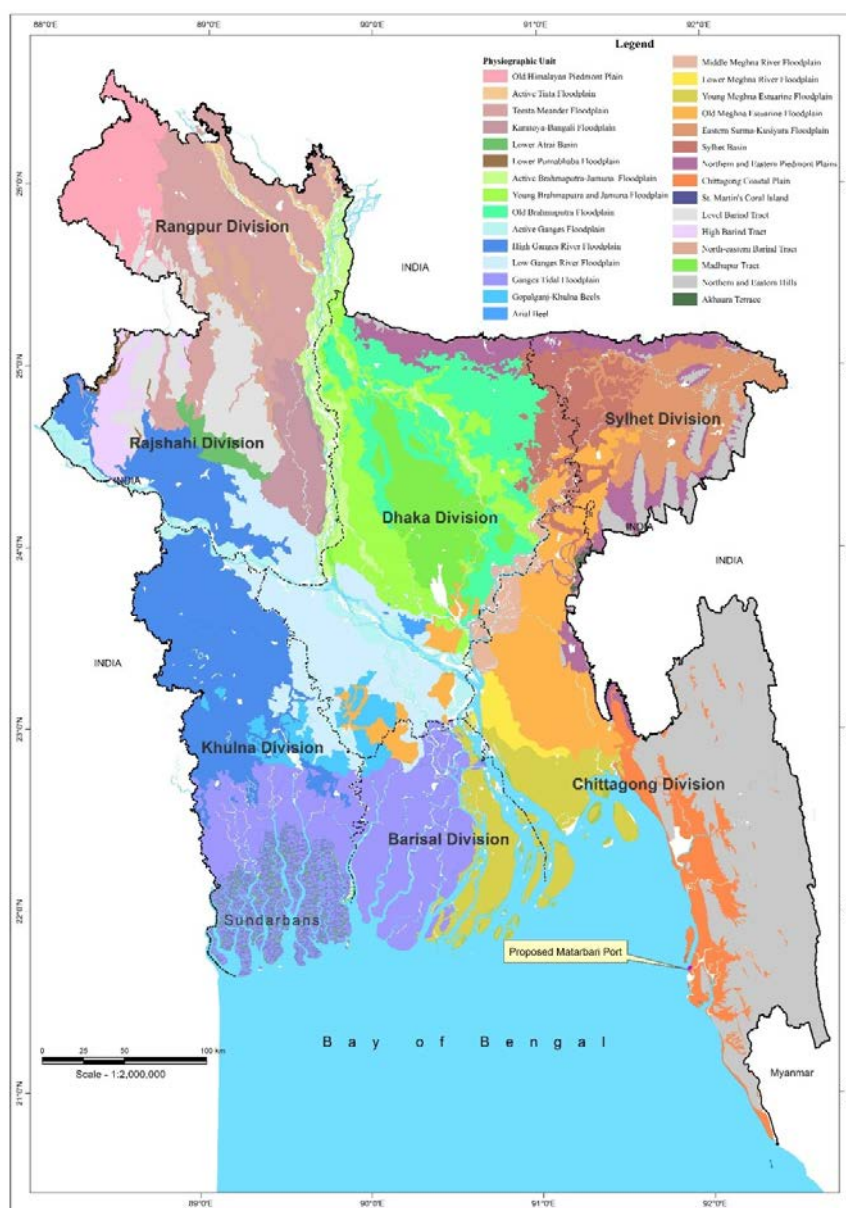 88°0'E 89°0'E 90°0'E 91°0'E 92°0'E
Legend
Physiographic Unit
Old Himalayan Piedmont Plain
Active Tista Floodplain
Teesta Meander Floodplain
Karatoya-Bangali Floodplain
Lower Atrai Basin
Lower Purnabhaba Floodplain
Active Brahmaputra-Jamuna Floodplain
Young Brahmaputra and Jamuna Floodplain
Old Brahmaputra Floodplain
Active Ganges Floodplain
High Ganges River Floodplain
Low Ganges River Floodplain
Ganges Tidal Floodplain
Gopalganj-Khulna Beels
Arial Beel
Middle Meghna River Floodplain
Lower Meghna River Floodplain
Young Meghna Estuarine Floodplain
Old Meghna Estuarine Floodplain
Eastern Surma-Kusiyara Floodplain
Sylhet Basin
Northern and Eastern Piedmont Plains
Chittagong Coastal Plain
St. Martin's Coral Island
Level Barind Tract
High Barind Tract
North-eastern Barind Tract
Madhupur Tract
Northern and Eastern Hills
Akhaura Terrace
26°0'N
Rangpur Division
INDIA
25°0'N
Sylhet Division
Rajshahi Division
INDIA
Dhaka Division
INDIA
24°0'N
INDIA
INDIA
23°0'N
Khulna Division
Chittagong Division
Barisal Division
22°0'N
Sundarbans
Proposed Matarbari Port
Bay of Bengal
0 25 50 100 km
Scale - 1:2,000,000
Myanmar
21°0'N
89°0'E 90°0'E 91°0'E 92°0'E